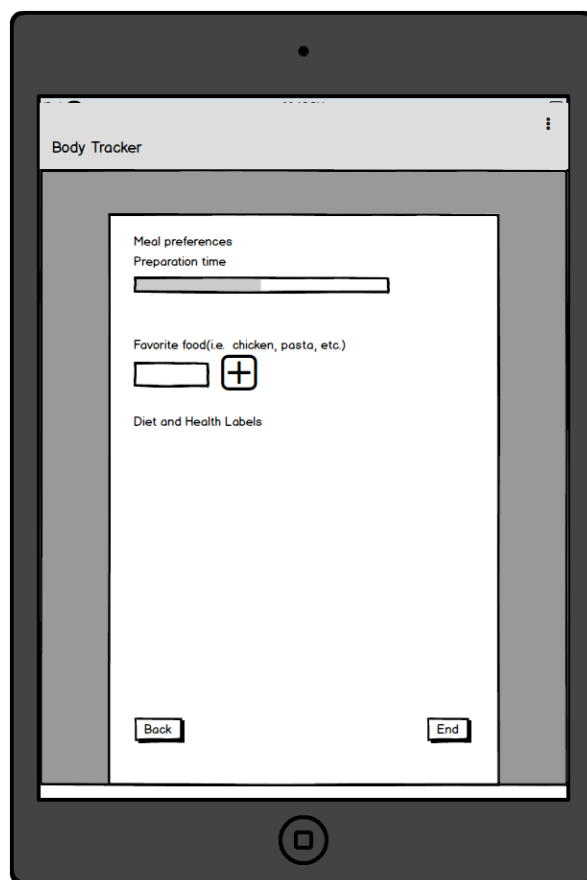 Body Tracker
Meal preferences
Preparation time
Favorite food(i.e. chicken, pasta, etc.)
Diet and Health Labels
Back
End